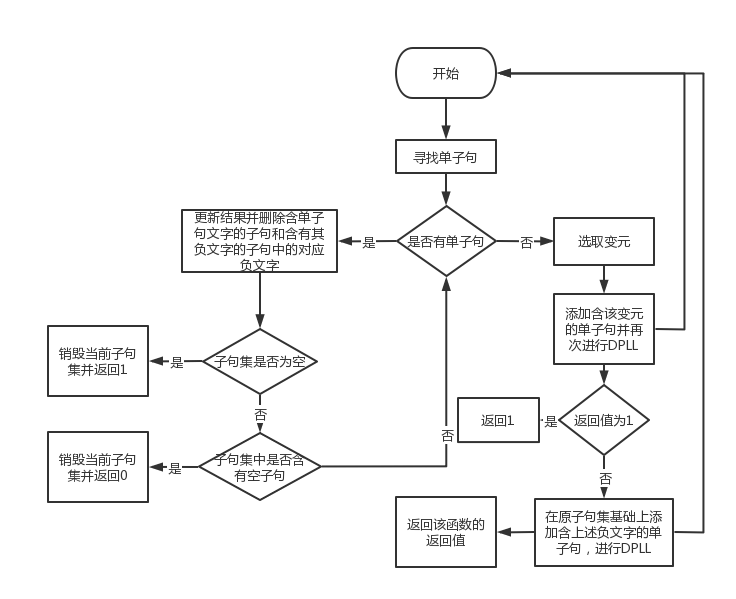 开始
寻找单子句
是否有单子句
是
否
更新结果并删除含单子
句文字的子句和含有其
负文字的子句中的对应
负文字
选取变元
添加含该变元
的单子句并再
次进行DPLL
子句集是否为空
是
销毁当前子句
集并返回1
否
返回值为1
是
返回1
否
子句集中是否含
有空子句
是
销毁当前子句
集并返回0
否
在原子句集基础上添
加含上述负文字的单
子句，进行DPLL
返回该函数的
返回值